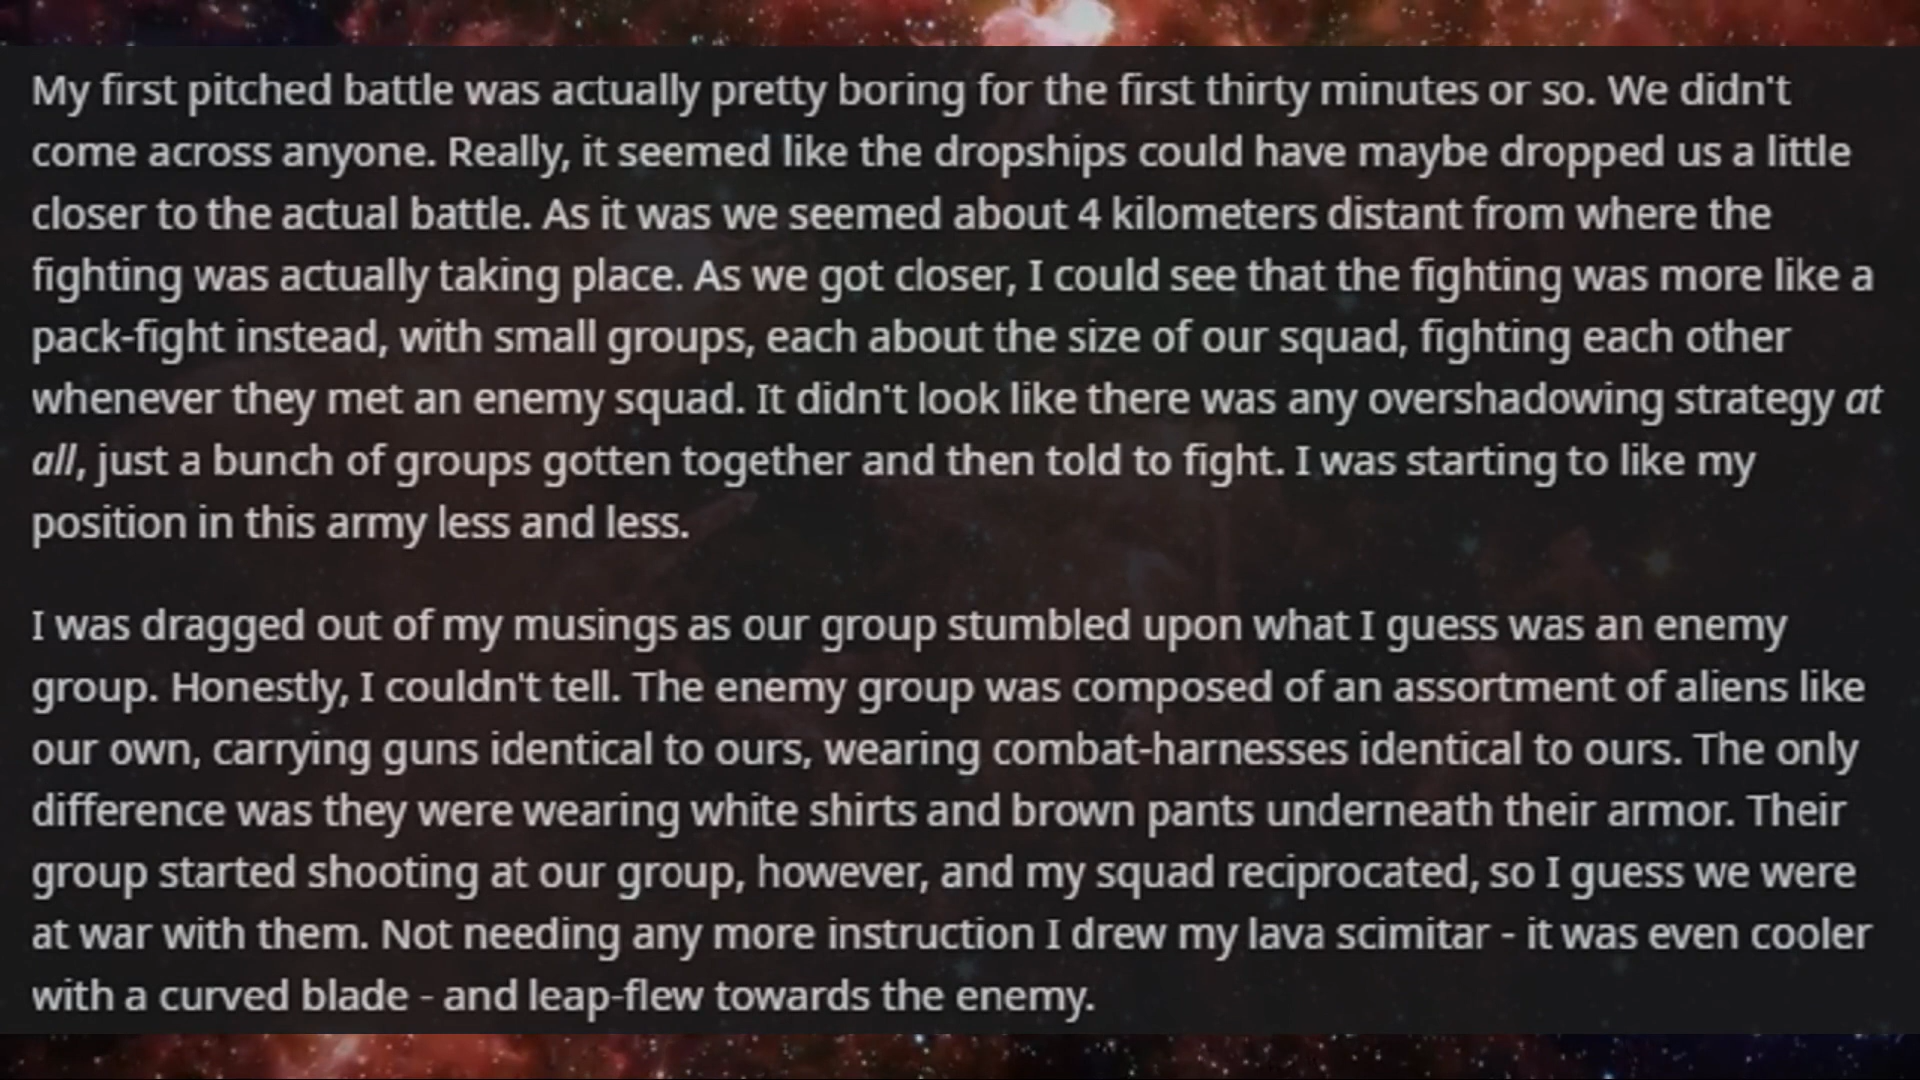 My first pitched battle was actually pretty boring for the first thirty minutes or so. We didn't
come across anyone. Really, it seemed like the dropships could have maybe dropped us a little
closer to the actual battle. As it was we seemed about 4 kilometers distant from where the
fighting was actually taking place. As we got closer, I could see that the fighting was more like a
pack-fight instead, with small groups, each about the size of our squad, fighting each other
whenever they met an enemy squad. It didn't look like there was any overshadowing strategy at
all, just a bunch of groups gotten together and then told to fight. I was starting to like my
position in this army less and less.
I was dragged out of my musings as our group stumbled upon what I guess was an enemy
group. Honestly, I couldn't tell. The enemy group was composed of an assortment of aliens like
our own, carrying guns identical to ours, wearing combat-harnesses identical to ours. The only
difference was they were wearing white shirts and brown pants underneath their armor. Their
group started shooting at our group, however, and my squad reciprocated, so I guess we were
at war with them. Not needing any more instruction I drew my lava scimitar - it was even cooler
with a curved blade - and leap-flew towards the enemy.